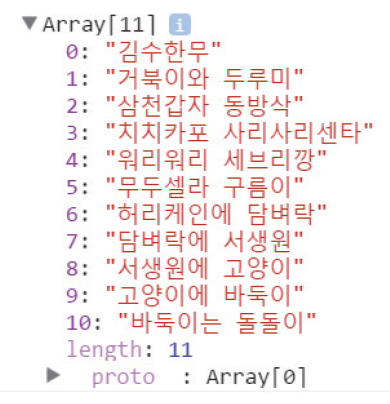 ▼Array[11] i
0: "김수한무"
1: "거북이와 두루미"
2: "삼천갑자 동방삭"
3: "치치카포 사리사리센타"
4: "워리워리 세브리깡"
5: "무두셀라 구름이"
6: "허리케인에 담벼락"
7: "담벼락에 서생원"
8: "서생원에 고양이"
9: "고양이에 바둑이"
10: "바둑이는 돌돌이"
length: 11
▶ proto : Array[0]